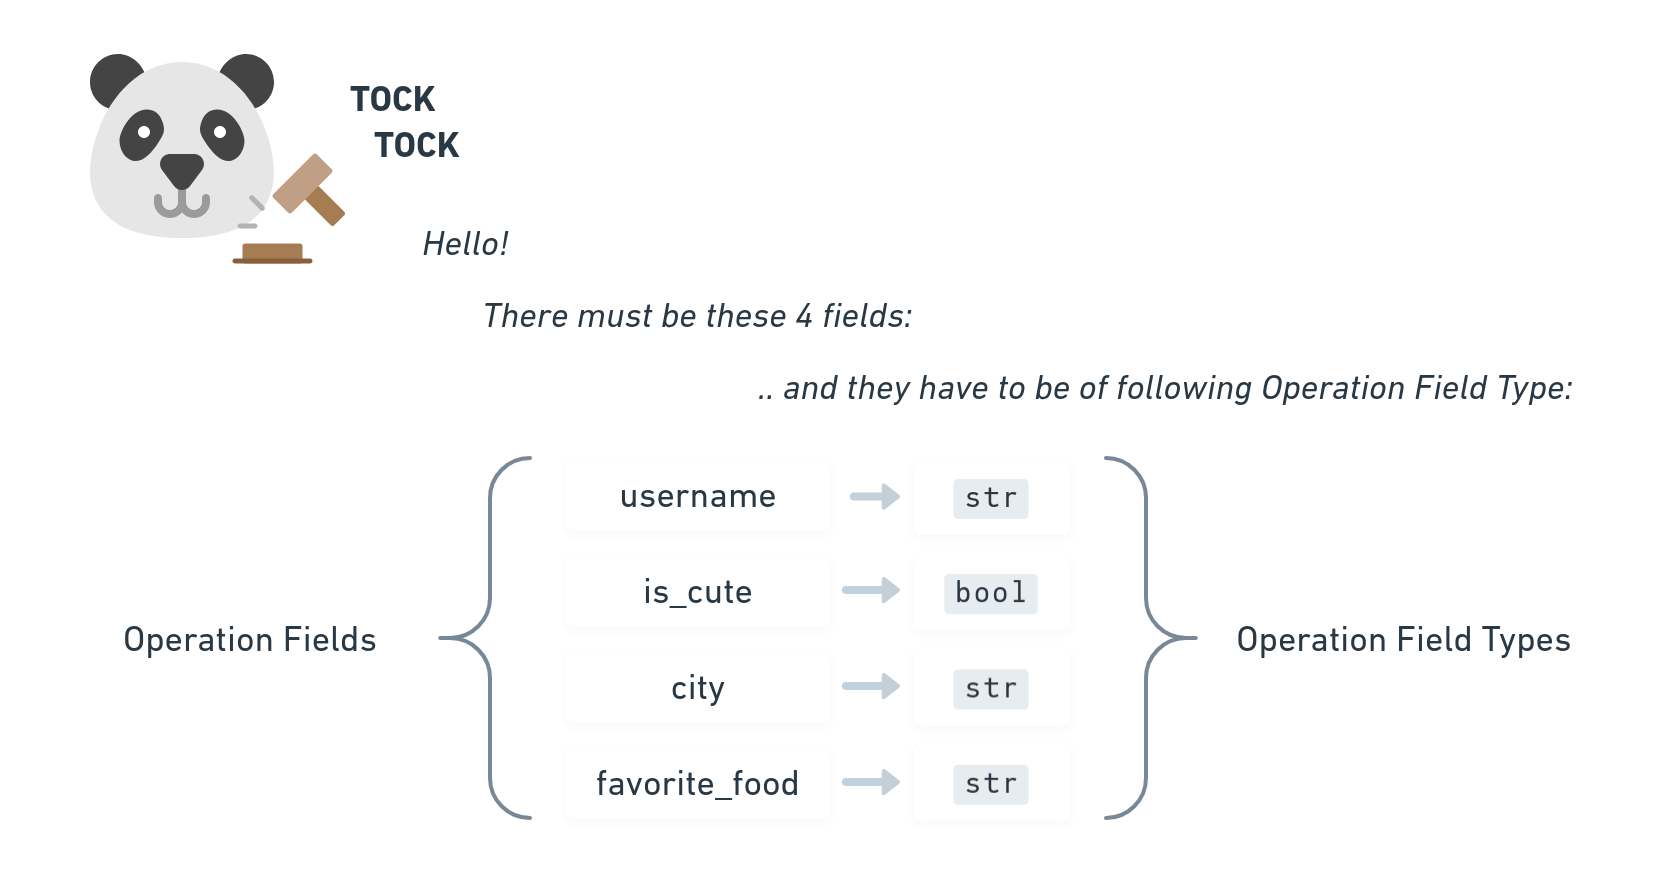 TOCK
TOCK
Hello!
There must be these 4 fields:
.. and they have to be of following Operation Field Type:
username → str
is_cute → bool
Operation Fields
Operation Field Types
city → str
favorite_food → str